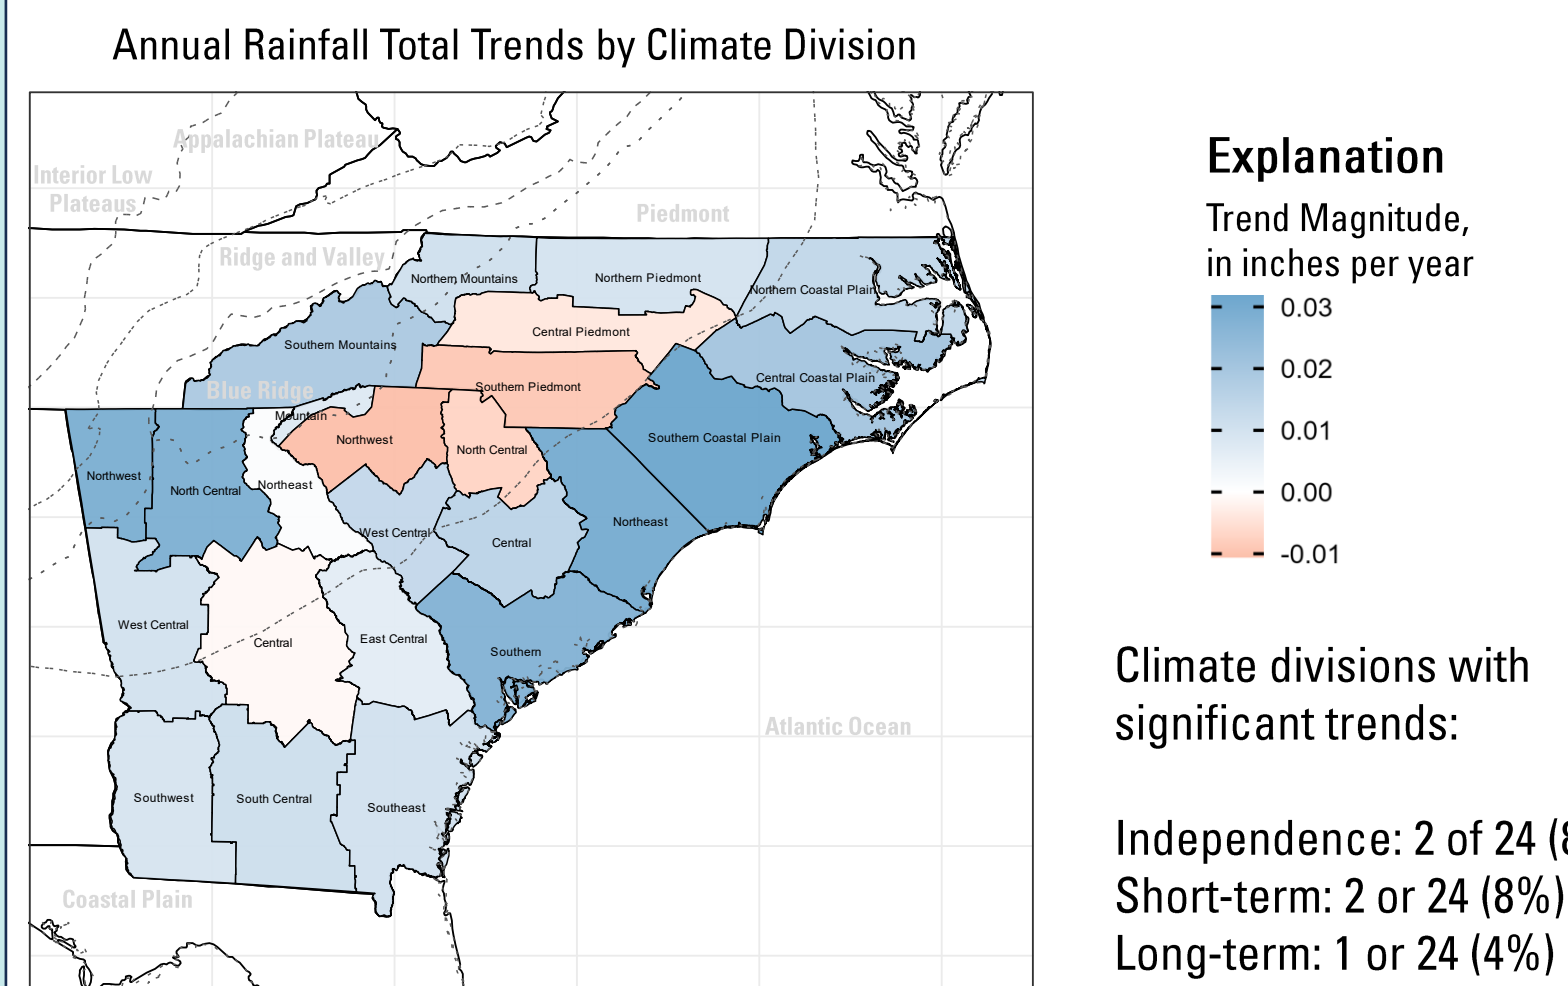 Annual Rainfall Total Trends by Climate Division
Appalachian Plateau
Interior Low
Plateaus
Piedmont
Ridge and Valley
Northern Mountains
Northern Piedmont
Northern Coastal Plain
Central Piedmont
Southern Mountains
Central Coastal Plain
Southern Piedmont
Blue Ridge
Mountain
Northwest
North Central
Southern Coastal Plain
Northwest
North Central
Northeast
Northeast
West Central
Central
West Central
Central
East Central
Southern
Atlantic Ocean
Southwest
South Central
Southeast
Coastal Plain
Explanation
Trend Magnitude,
in inches per year
0.03
0.02
0.01
0.00
-0.01
Climate divisions with
significant trends:
Independence: 2 of 24 (
Short-term: 2 or 24 (8%)
Long-term: 1 or 24 (4%)